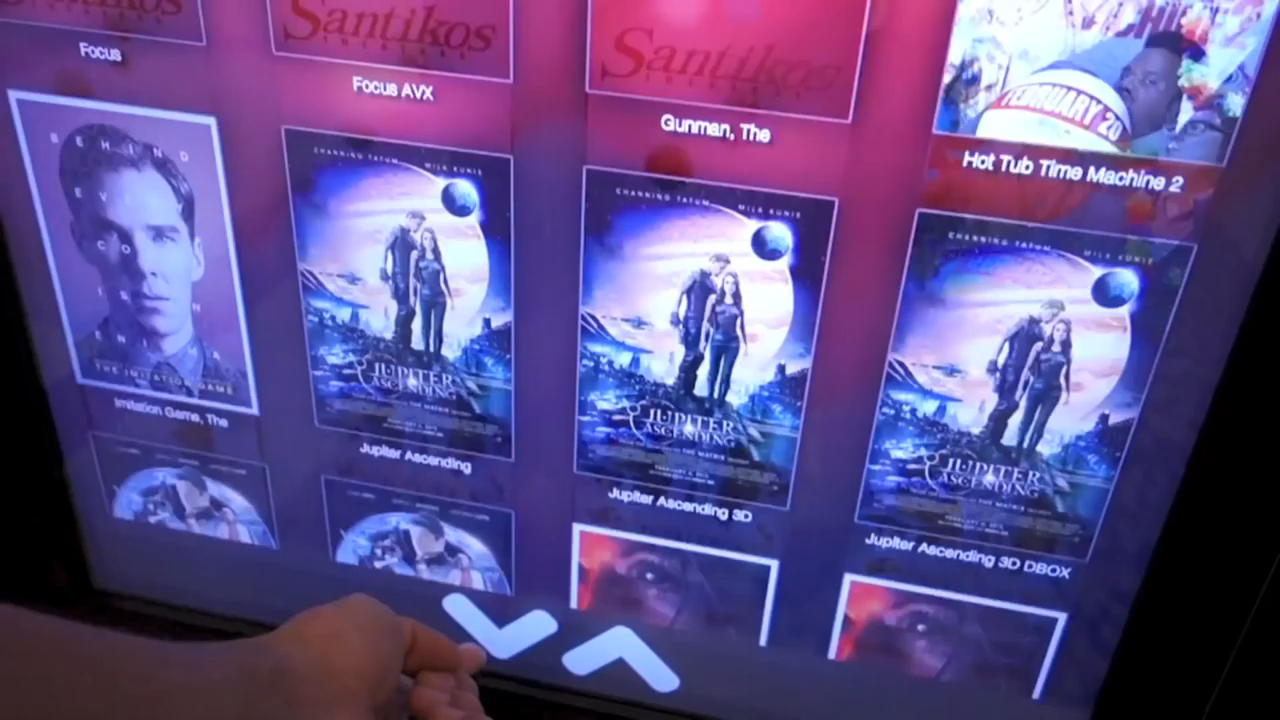 Santikos
Santikos
Santikos
Focus
Focus AVX
Gunman, The
FEBRUARY 20
Hot Tub Time Machine 2
BEHIND
THE IMITATION GAME
Imitation Game, The
CHANNING TATUM MILA KUNIS
JUPITER
ASCENDING
Jupiter Ascending
CHANNING TATUM MILA KUNIS
JUPITER
ASCENDING
Jupiter Ascending 3D
CHANNING TATUM MILA KUNIS
JUPITER
ASCENDING
Jupiter Ascending 3D DBOX